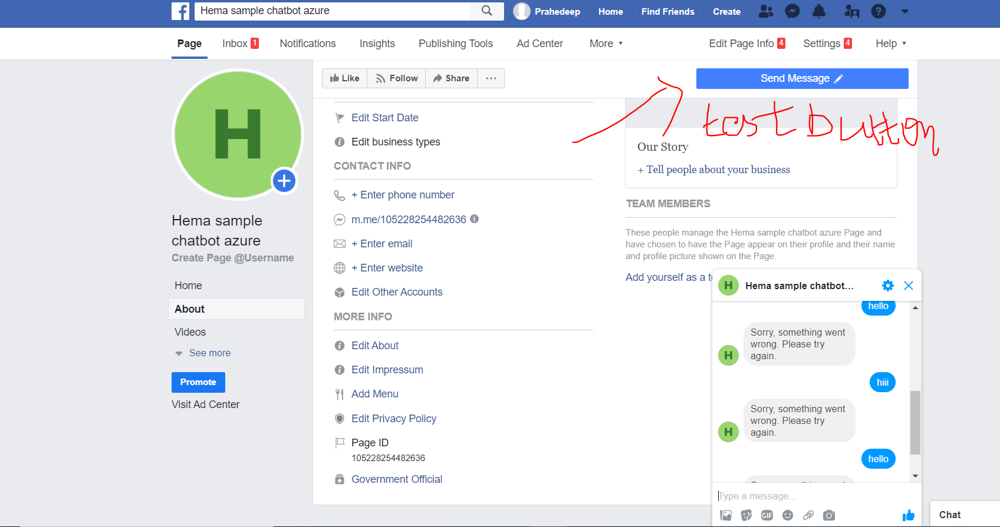 Hema sample chatbot azure
Prahedeep Home Find Friends Create
Page Inbox 1 Notifications Insights Publishing Tools Ad Center More Edit Page Info 4 Settings 4 Help
Like Follow Share ...
Send Message
test button
H
Hema sample
chatbot azure
Create Page @Username
Home
About
Videos
See more
Promote
Visit Ad Center
Edit Start Date
Edit business types
CONTACT INFO
+ Enter phone number
m.me/105228254482636
+ Enter email
+ Enter website
Edit Other Accounts
MORE INFO
Edit About
Edit Impressum
Add Menu
Edit Privacy Policy
Page ID
105228254482636
Government Official
Our Story
+ Tell people about your business
TEAM MEMBERS
These people manage the Hema sample chatbot azure Page and
have chosen to have the Page appear on their profile and their name
and profile picture shown on the Page.
Add yourself as a
H Hema sample chatbot...
hello
Sorry, something went
wrong. Please try
again.
H
hiii
Sorry, something went
wrong. Please try
again.
H
hello
Type a message...
GIF
Chat